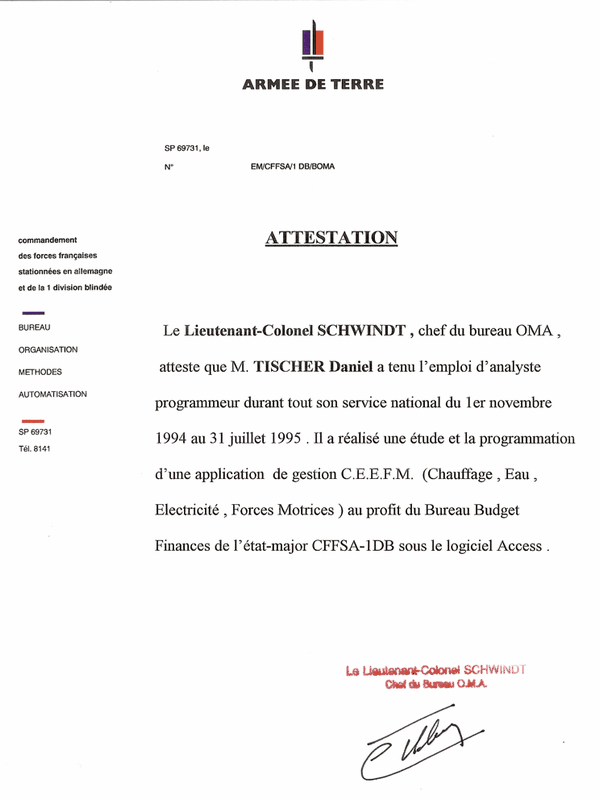 ARMEE DE TERRE
SP 69731, le
N° EM/CFFSA/1 DB/BOMA
commandement
des forces françaises
stationnées en allemagne
et de la 1 division blindée
BUREAU
ORGANISATION
METHODES
AUTOMATISATION
SP 69731
Tél. 8141
ATTESTATION
Le Lieutenant-Colonel SCHWINDT , chef du bureau OMA ,
atteste que M. TISCHER Daniel a tenu l’emploi d’analyste
programmeur durant tout son service national du 1er novembre
1994 au 31 juillet 1995 . Il a réalisé une étude et la programmation
d’une application de gestion C.E.E.F.M. (Chauffage , Eau ,
Electricité , Forces Motrices ) au profit du Bureau Budget
Finances de l’état-major CFFSA-1DB sous le logiciel Access .
Le Lieutenant-Colonel SCHWINDT
Chef du Bureau O.M.A.